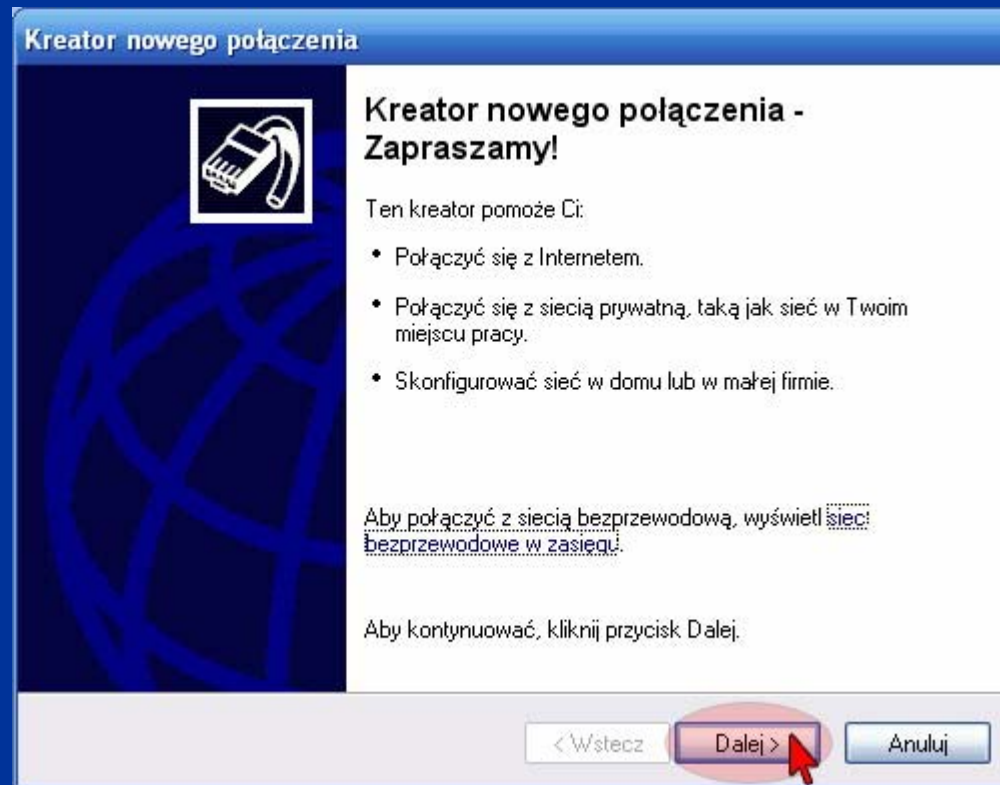 Kreator nowego połączenia
Kreator nowego połączenia -
Zapraszamy!
Ten kreator pomoże Ci:
• Połączyć się z Internetem.
• Połączyć się z siecią prywatną, taką jak sieć w Twoim
miejscu pracy.
• Skonfigurować sieć w domu lub w małej firmie.
Aby połączyć z siecią bezprzewodową, wyświetl sieci
bezprzewodowe w zasięgu.
Aby kontynuować, kliknij przycisk Dalej.
< Wstecz
Dalej >
Anuluj